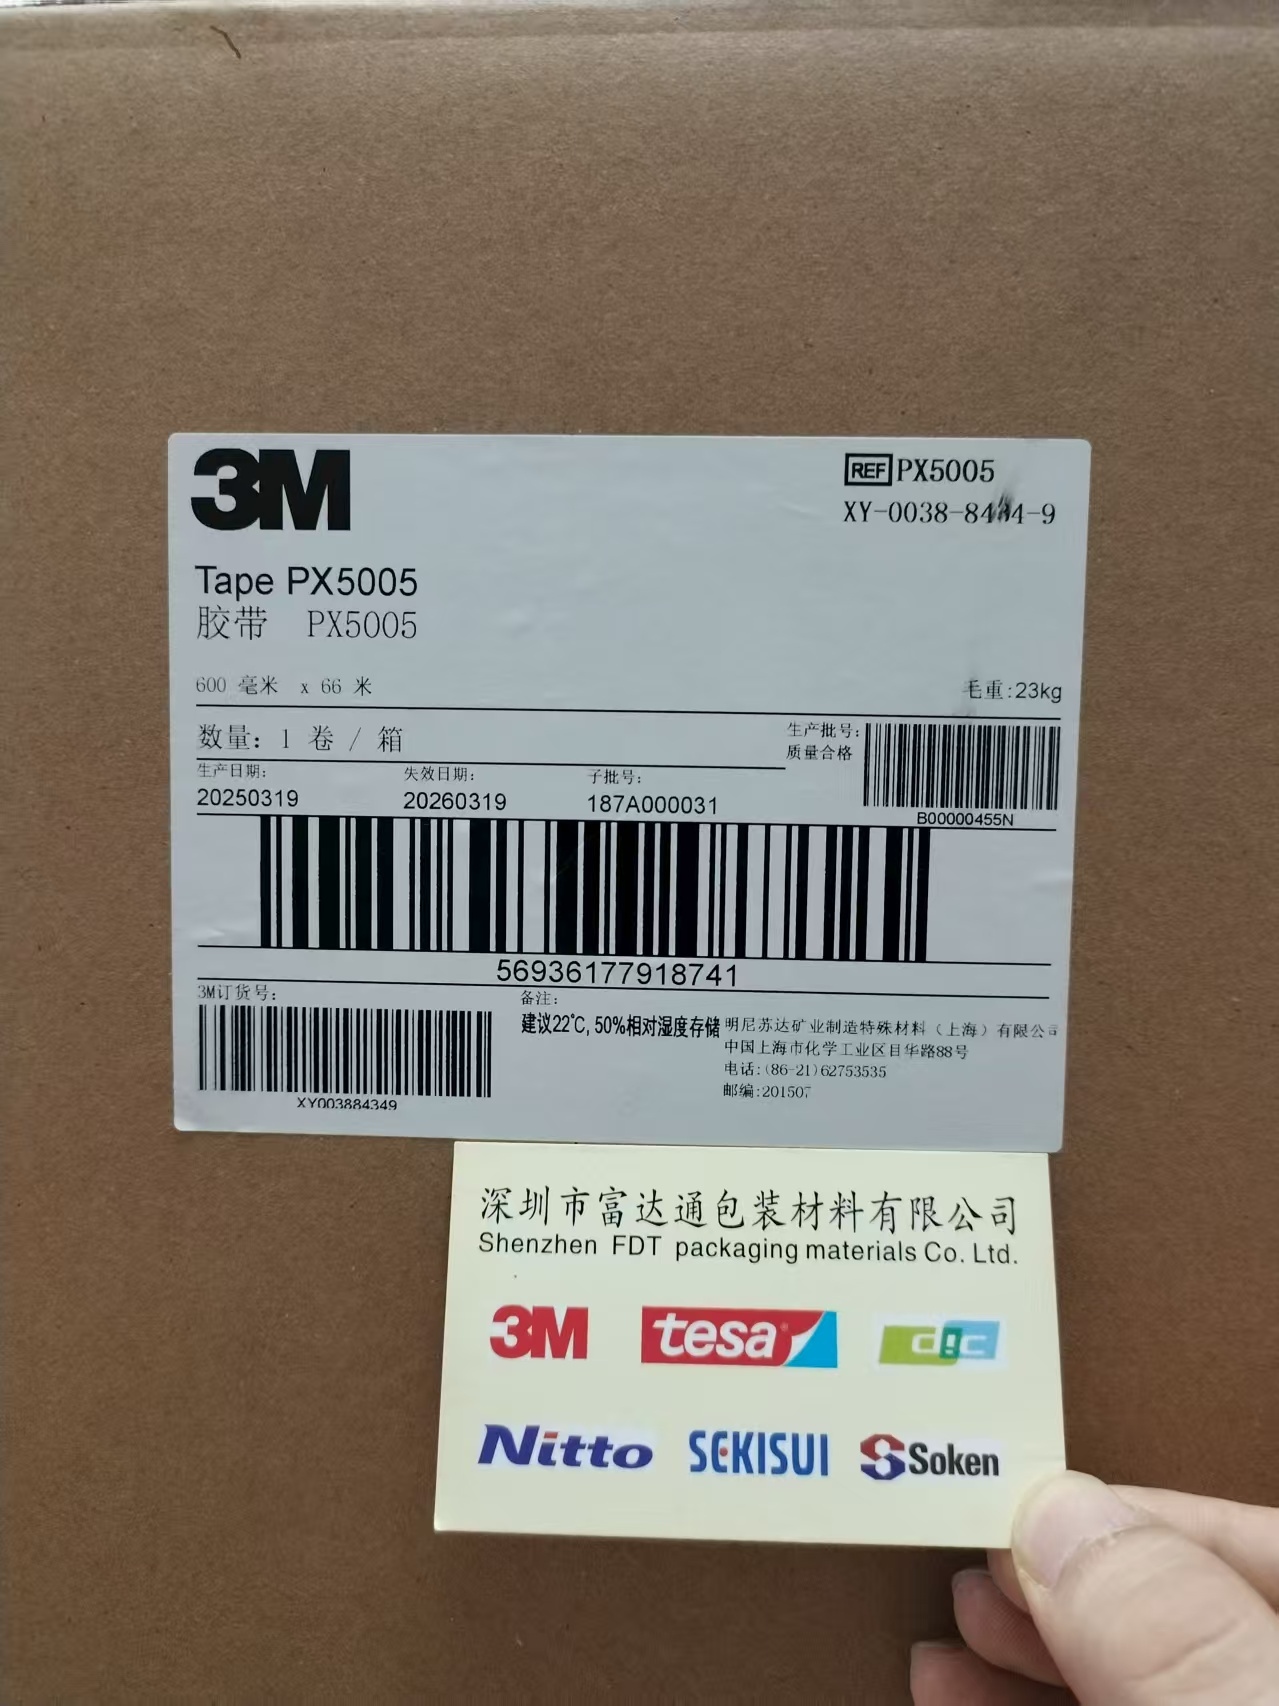 3M
REF PX5005
XY-0038-8434-9
Tape PX5005
胶带 PX5005
600 毫米 x 66 米
毛重:23kg
数量: 1 卷 / 箱
生产批号:
质量合格
B00000455N
生产日期:
失效日期:
子批号:
20250319
20260319
187A000031
56936177918741
3M订货号:
XY003884349
备注:
建议22℃,50%相对湿度存储
明尼苏达矿业制造特殊材料（上海）有限公司
中国上海市化学工业区目华路88号
电话:(86-21)62753535
邮编:201507
深圳市富达通包装材料有限公司
Shenzhen FDT packaging materials Co. Ltd.
3M
tesa®
dic
Nitto
SEKISUI
Soken